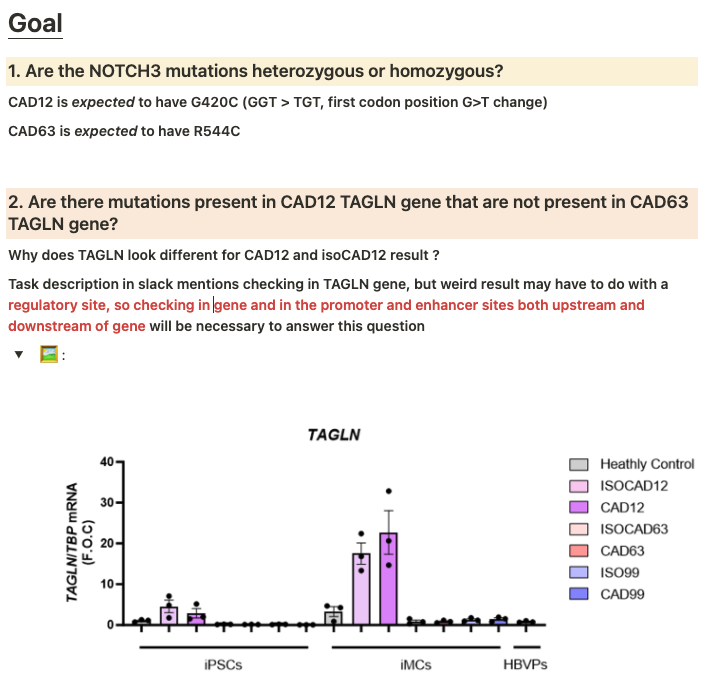 Goal
1. Are the NOTCH3 mutations heterozygous or homozygous?
CAD12 is expected to have G420C (GGT > TGT, first codon position G>T change)
CAD63 is expected to have R544C
2. Are there mutations present in CAD12 TAGLN gene that are not present in CAD63
TAGLN gene?
Why does TAGLN look different for CAD12 and isoCAD12 result ?
Task description in slack mentions checking in TAGLN gene, but weird result may have to do with a
regulatory site, so checking in gene and in the promoter and enhancer sites both upstream and
downstream of gene will be necessary to answer this question
:
TAGLN
TAGLN/TBP mRNA
(F.O.C)
40
30
20
10
0
iPSCs
iMCs
HBVPs
Heathly Control
ISOCAD12
CAD12
ISOCAD63
CAD63
ISO99
CAD99